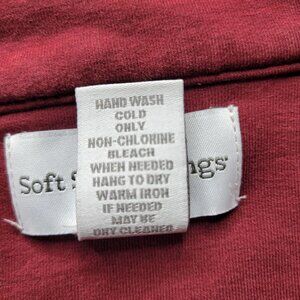 HAND WASH
COLD
ONLY
NON-CHLORINE
BLEACH
WHEN NEEDED
HANG TO DRY
WARM IRON
IF NEEDED
MAY BE
DRY CLEANED
Soft